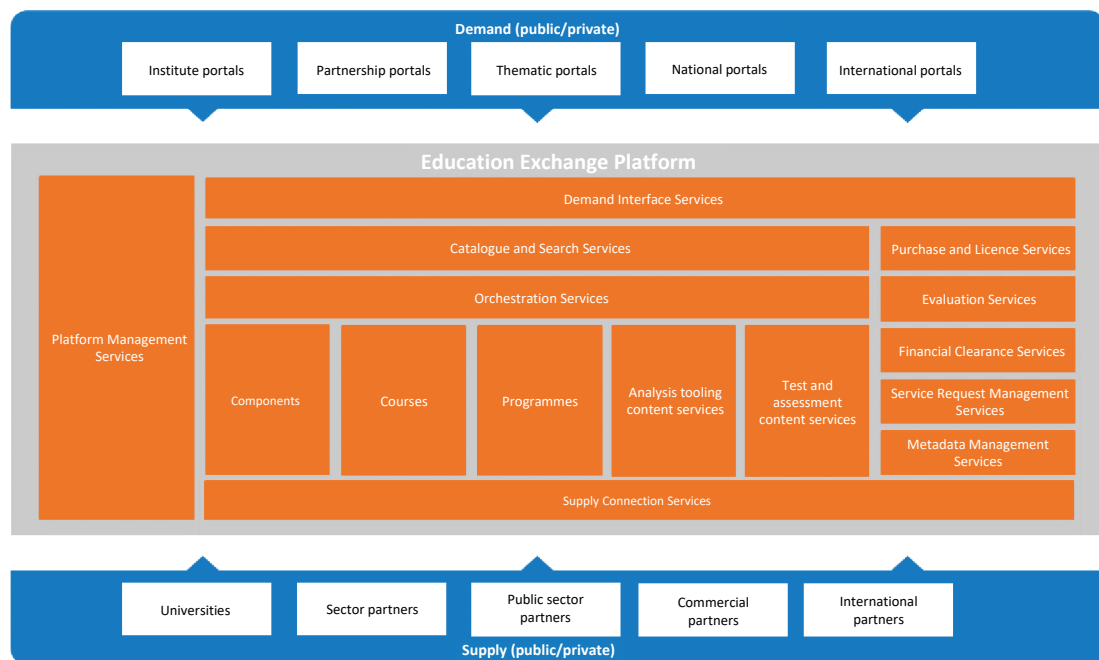 Demand (public/private)
Institute portals
Partnership portals
Thematic portals
National portals
International portals
Education Exchange Platform
Platform Management
Services
Demand Interface Services
Catalogue and Search Services
Orchestration Services
Components
Courses
Programmes
Analysis tooling
content services
Test and
assessment
content services
Purchase and Licence Services
Evaluation Services
Financial Clearance Services
Service Request Management
Services
Metadata Management
Services
Supply Connection Services
Universities
Sector partners
Public sector
partners
Commercial
partners
International
partners
Supply (public/private)